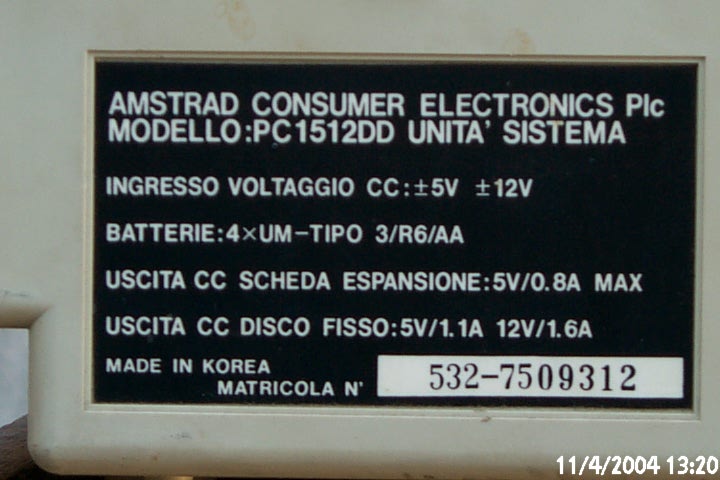 AMSTRAD CONSUMER ELECTRONICS Plc
MODELLO:PC1512DD UNITA' SISTEMA
INGRESSO VOLTAGGIO CC:±5V ±12V
BATTERIE:4×UM-TIPO 3/R6/AA
USCITA CC SCHEDA ESPANSIONE:5V/0.8A MAX
USCITA CC DISCO FISSO:5V/1.1A 12V/1.6A
MADE IN KOREA
MATRICOLA N' 532-7509312
11/4/2004 13:20